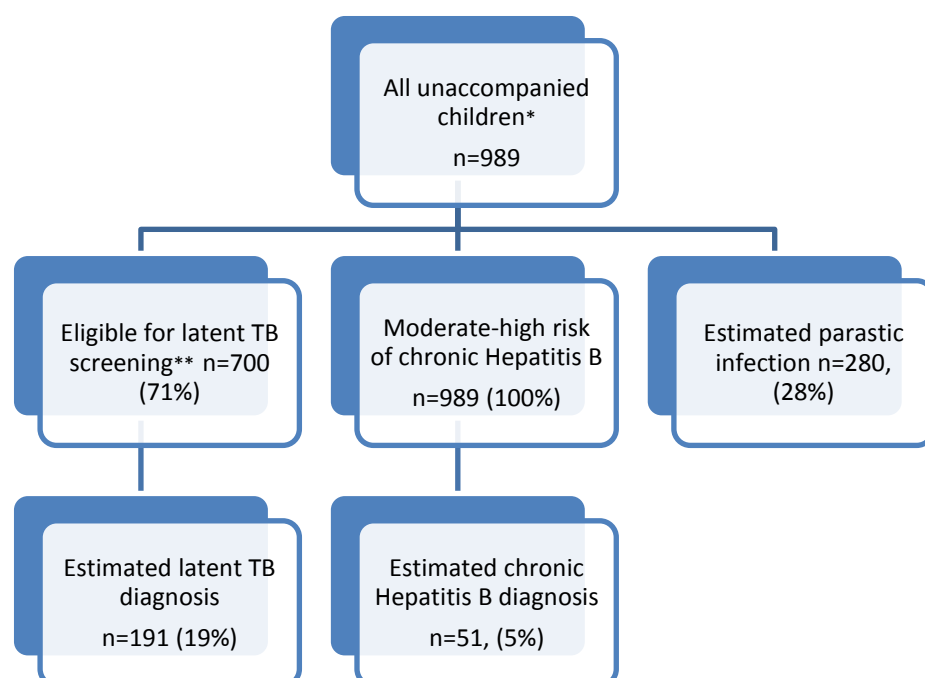 All unaccompanied
children*
n=989
Eligible for latent TB
screening** n=700
(71%)
Moderate-high risk
of chronic Hepatitis B
n=989 (100%)
Estimated parastic
infection n=280,
(28%)
Estimated latent TB
diagnosis
n=191 (19%)
Estimated chronic
Hepatitis B diagnosis
n=51, (5%)